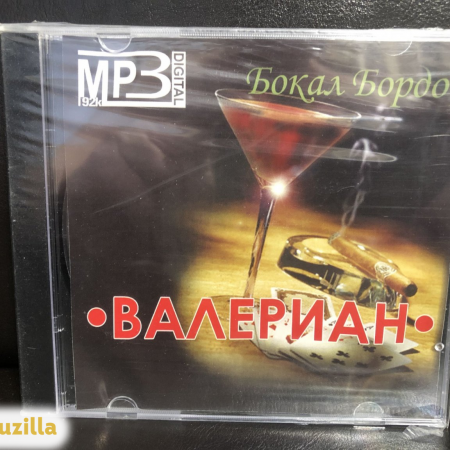 MP3
DIGITAL
192k
Бокал Бордо
•ВАЛЕРИАН•
uzilla